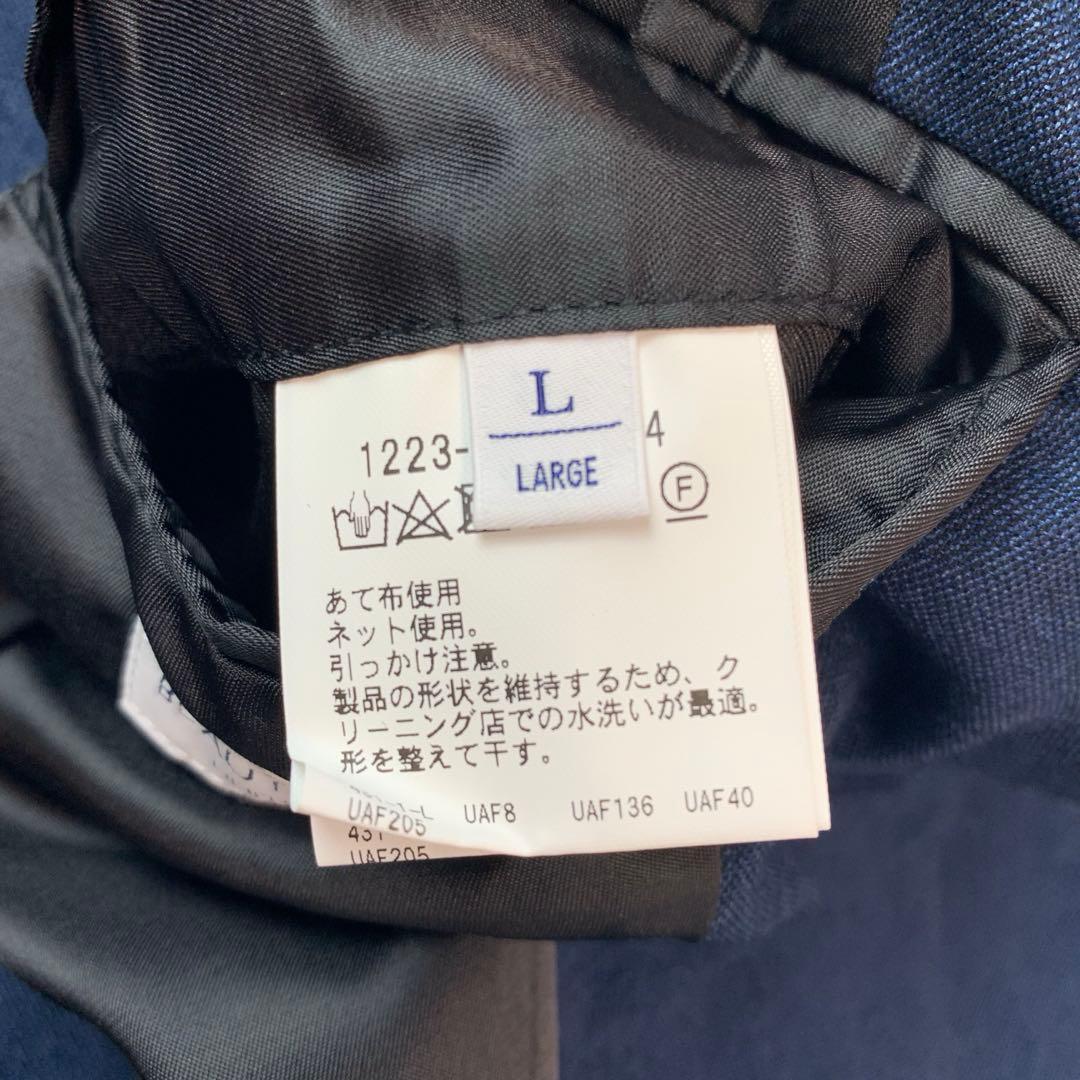 L
LARGE
1223- 4
F
あて布使用
ネット使用。
引っかけ注意。
製品の形状を維持するため、ク
リーニング店での水洗いが最適。
形を整えて干す。
UAF205 UAF8 UAF136 UAF40
431
UAF205